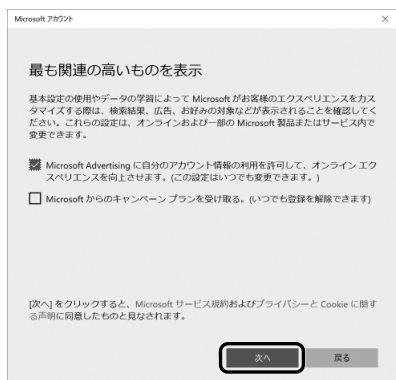 Microsoft アカウント
最も関連の高いものを表示
基本設定の使用やデータの学習によって Microsoft がお客様のエクスペリエンスをカス
タマイズする際は、検索結果、広告、お好みの対象などが表示されることを確認してく
ださい。これらの設定は、オンラインおよび一部の Microsoft 製品またはサービス内で
変更できます。
Microsoft Advertising に自分のアカウント情報の利用を許可して、オンライン エク
スペリエンスを向上させます。(この設定はいつでも変更できます。)
Microsoft からのキャンペーン プランを受け取る。(いつでも登録を解除できます)
[次へ] をクリックすると、Microsoft サービス規約およびプライバシーと Cookie に関す
る声明に同意したものと見なされます。
次へ
戻る